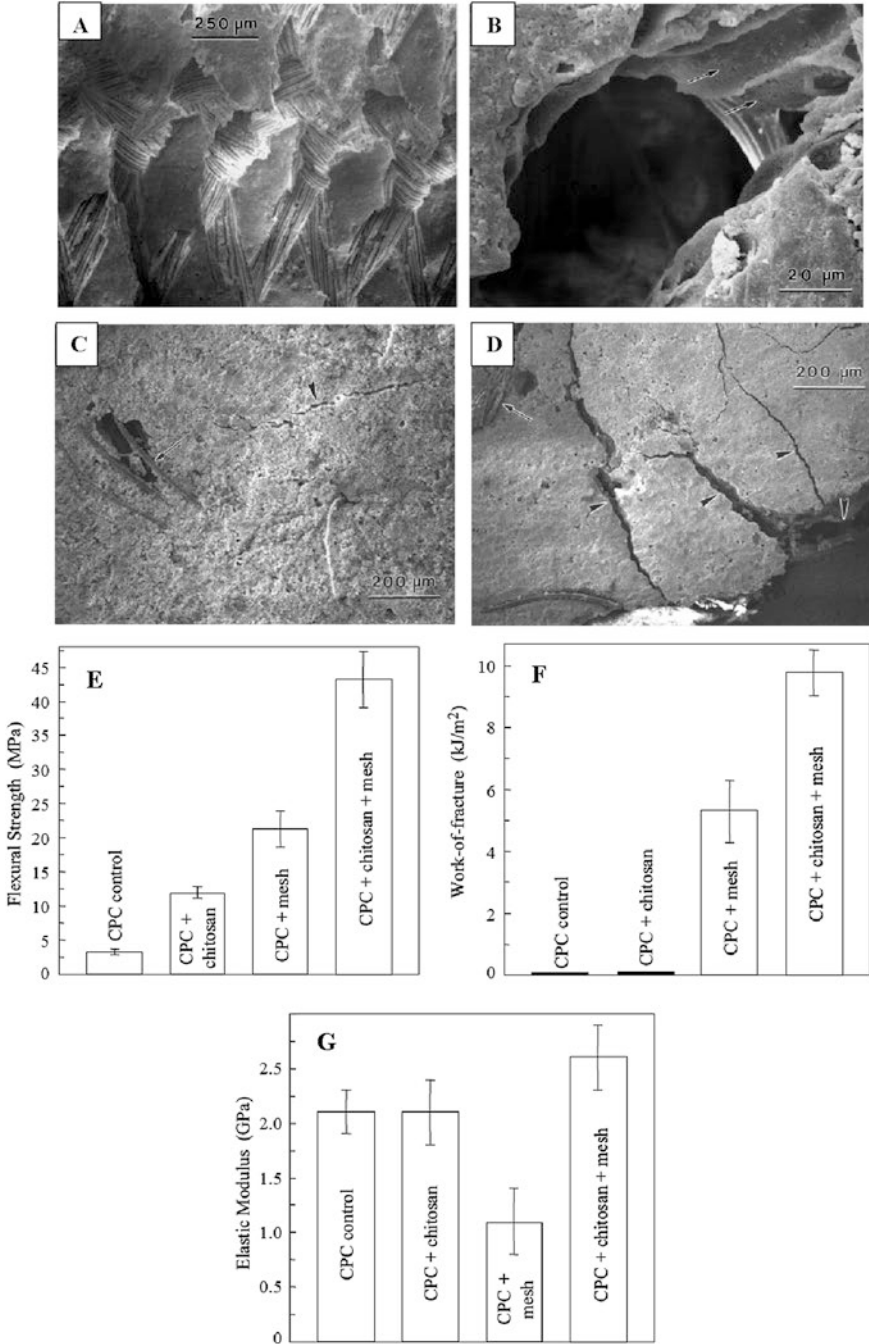 A
250 μm
B
20 μm
C
200 μm
D
200 μm
E
Flexural Strength (MPa)
45
40
35
30
25
20
15
10
5
0
CPC control
CPC +
chitosan
CPC + mesh
CPC + chitosan + mesh
F
Work-of-fracture (kJ/m²)
10
8
6
4
2
0
CPC control
CPC + chitosan
CPC + mesh
CPC + chitosan + mesh
G
Elastic Modulus (GPa)
2.5
2.0
1.5
1.0
0.5
0
CPC control
CPC + chitosan
CPC +
mesh
CPC + chitosan + mesh